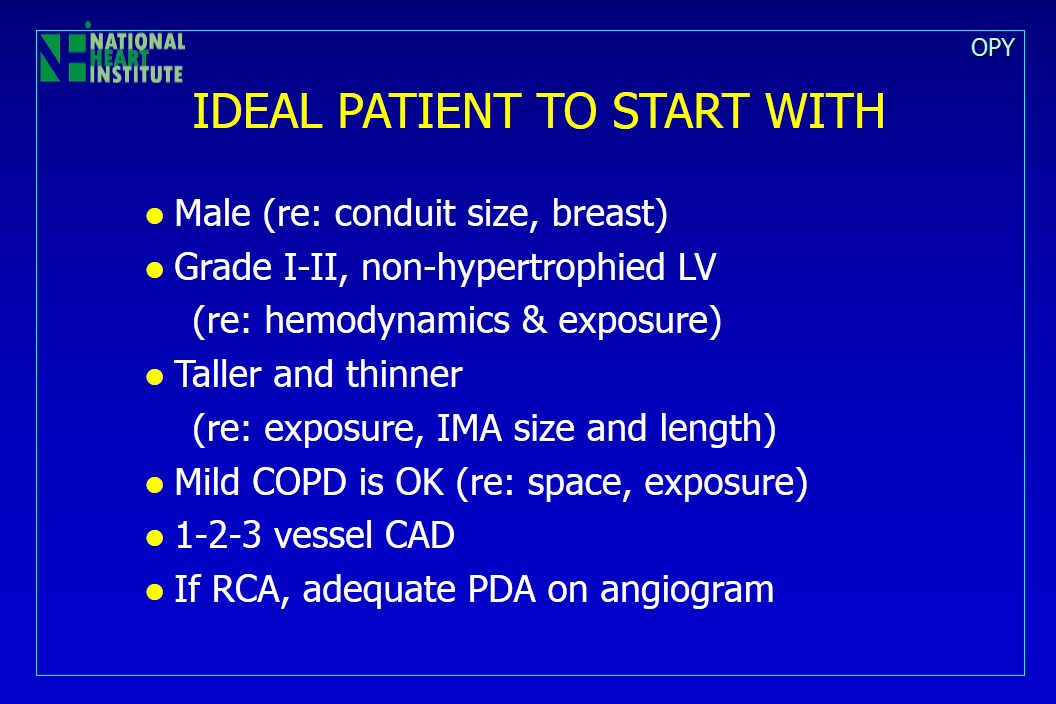 NATIONAL
HEART
INSTITUTE
OPY
IDEAL PATIENT TO START WITH
● Male (re: conduit size, breast)
● Grade I-II, non-hypertrophied LV
(re: hemodynamics & exposure)
● Taller and thinner
(re: exposure, IMA size and length)
● Mild COPD is OK (re: space, exposure)
● 1-2-3 vessel CAD
● If RCA, adequate PDA on angiogram